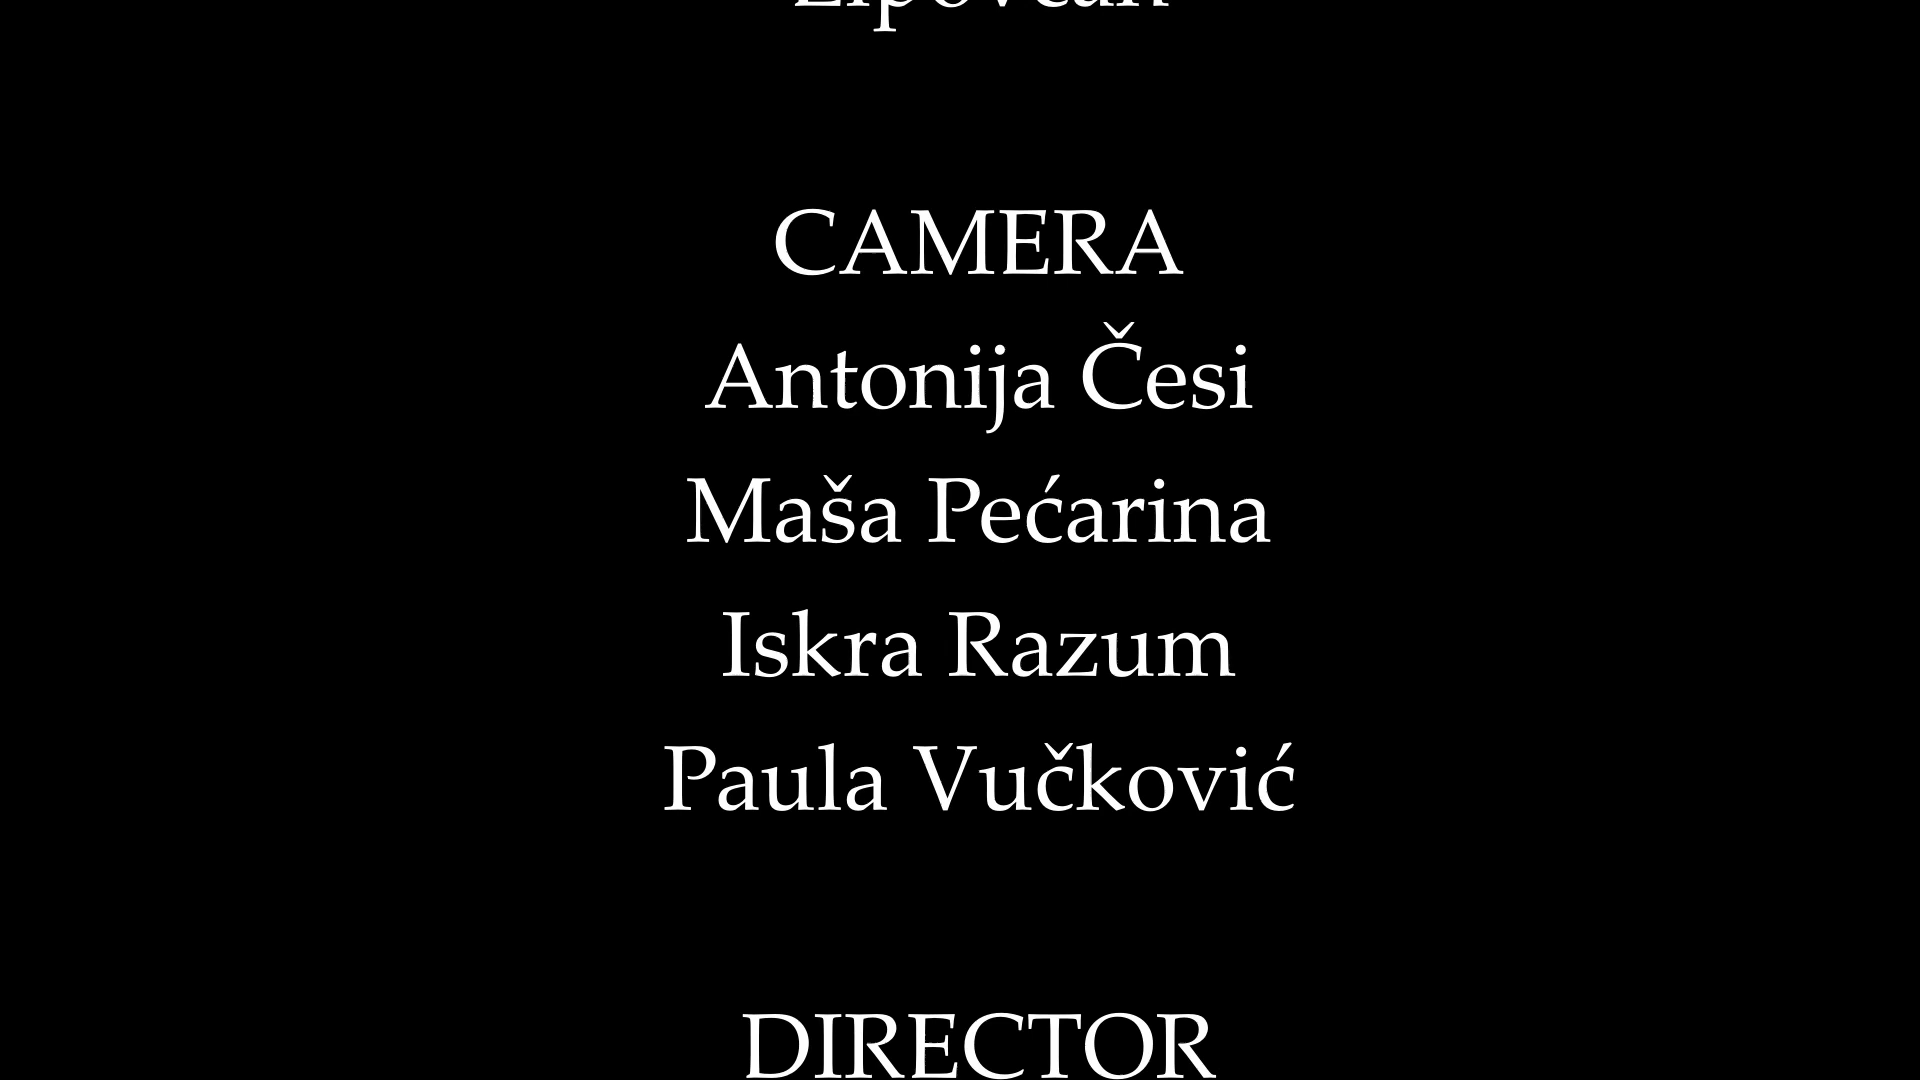 CAMERA
Antonija Česi
Maša Pećarina
Iskra Razum
Paula Vučković
DIRECTOR